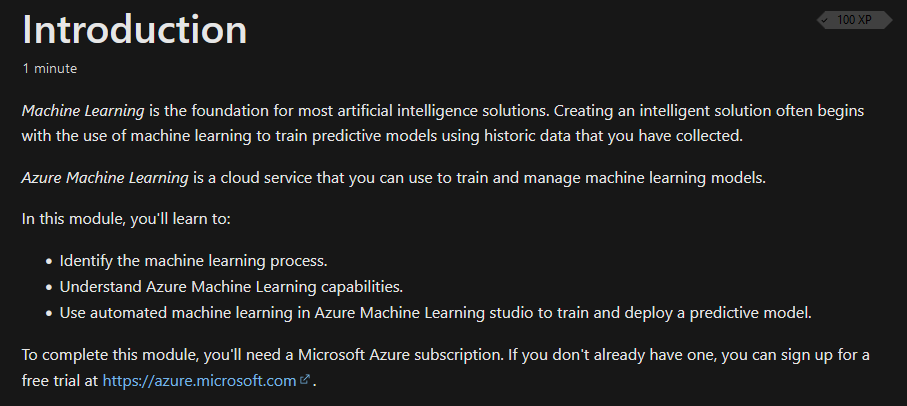 Introduction
100 XP
1 minute
Machine Learning is the foundation for most artificial intelligence solutions. Creating an intelligent solution often begins
with the use of machine learning to train predictive models using historic data that you have collected.
Azure Machine Learning is a cloud service that you can use to train and manage machine learning models.
In this module, you'll learn to:
• Identify the machine learning process.
• Understand Azure Machine Learning capabilities.
• Use automated machine learning in Azure Machine Learning studio to train and deploy a predictive model.
To complete this module, you'll need a Microsoft Azure subscription. If you don't already have one, you can sign up for a
free trial at https://azure.microsoft.com .